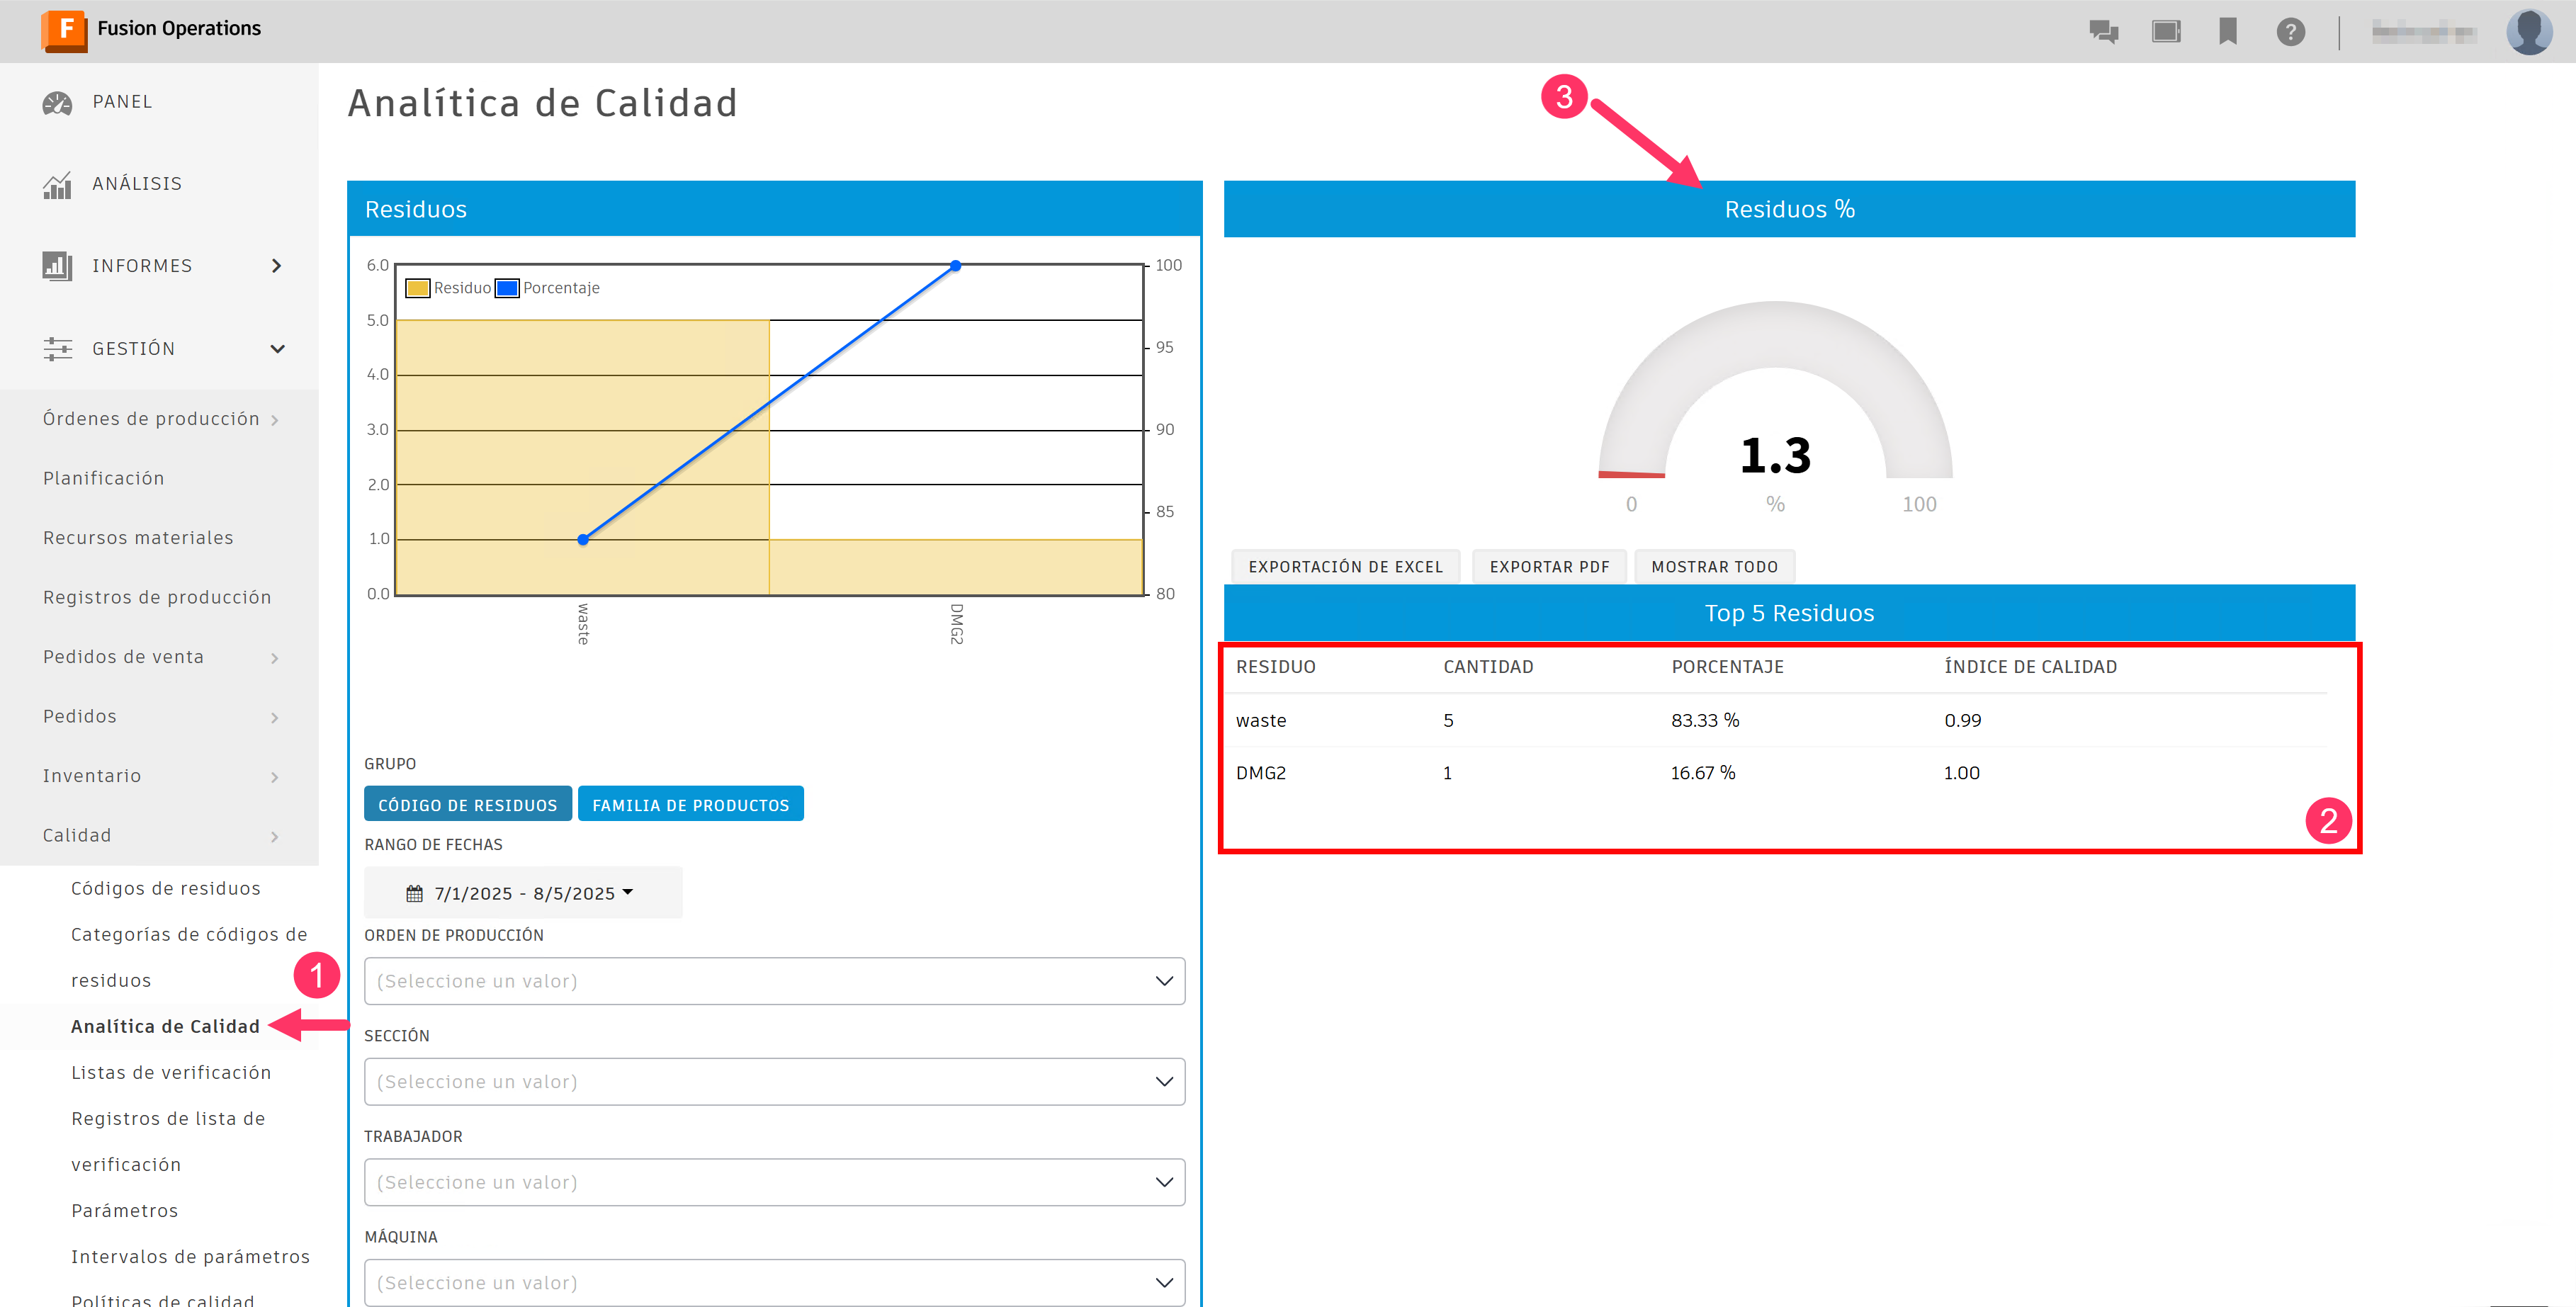 Fusion Operations
PANEL
ANÁLISIS
INFORMES
GESTIÓN
Órdenes de producción
Planificación
Recursos materiales
Registros de producción
Pedidos de venta
Pedidos
Inventario
Calidad
Códigos de residuos
Categorías de códigos de
residuos
Analítica de Calidad
Listas de verificación
Registros de lista de
verificación
Parámetros
Intervalos de parámetros
Políticas de calidad
1
Analítica de Calidad
Residuos
6.0
5.0
4.0
3.0
2.0
1.0
0.0
Residuo
Porcentaje
100
95
90
85
80
waste
DMG2
GRUPO
CÓDIGO DE RESIDUOS
FAMILIA DE PRODUCTOS
RANGO DE FECHAS
7/1/2025 - 8/5/2025
ORDEN DE PRODUCCIÓN
(Seleccione un valor)
SECCIÓN
(Seleccione un valor)
TRABAJADOR
(Seleccione un valor)
MÁQUINA
(Seleccione un valor)
3
Residuos %
1.3
0 % 100
EXPORTACIÓN DE EXCEL
EXPORTAR PDF
MOSTRAR TODO
Top 5 Residuos
RESIDUO CANTIDAD PORCENTAJE ÍNDICE DE CALIDAD
waste 5 83.33 % 0.99
DMG2 1 16.67 % 1.00
2